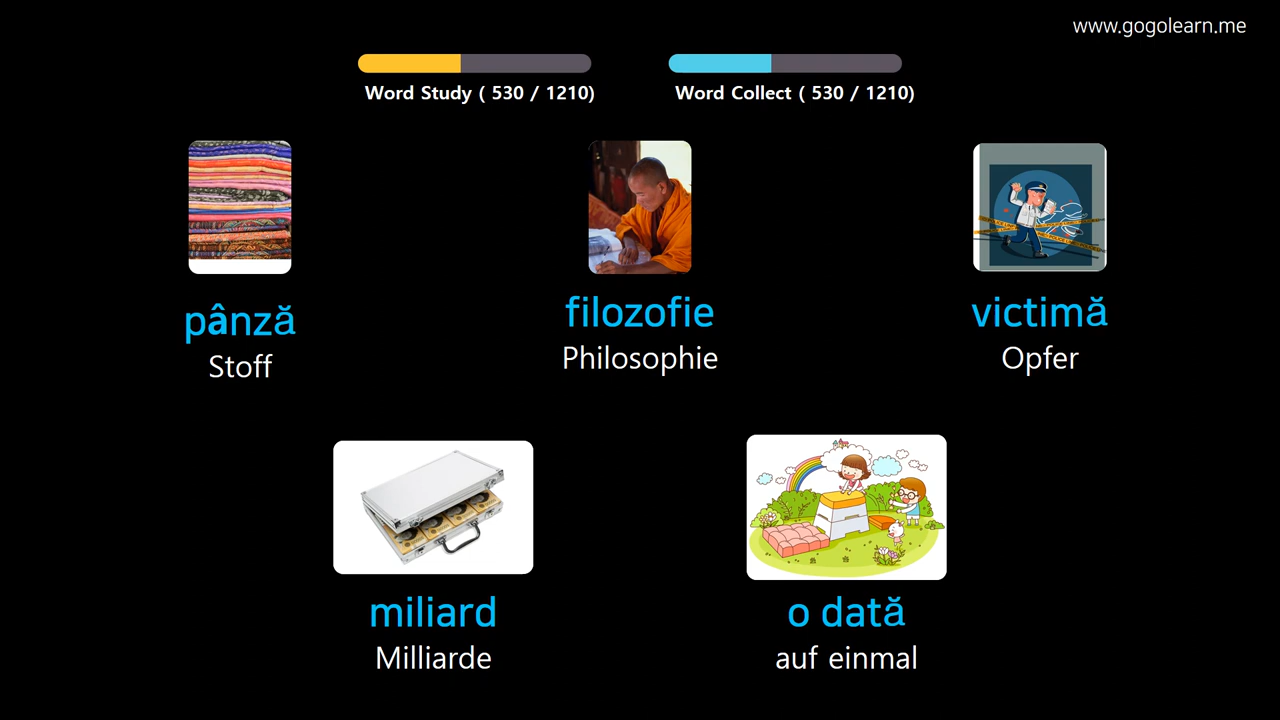 www.gogolearn.me
Word Study ( 530 / 1210)
Word Collect ( 530 / 1210)
pânză
Stoff
filozofie
Philosophie
victimă
Opfer
miliard
Milliarde
o dată
auf einmal